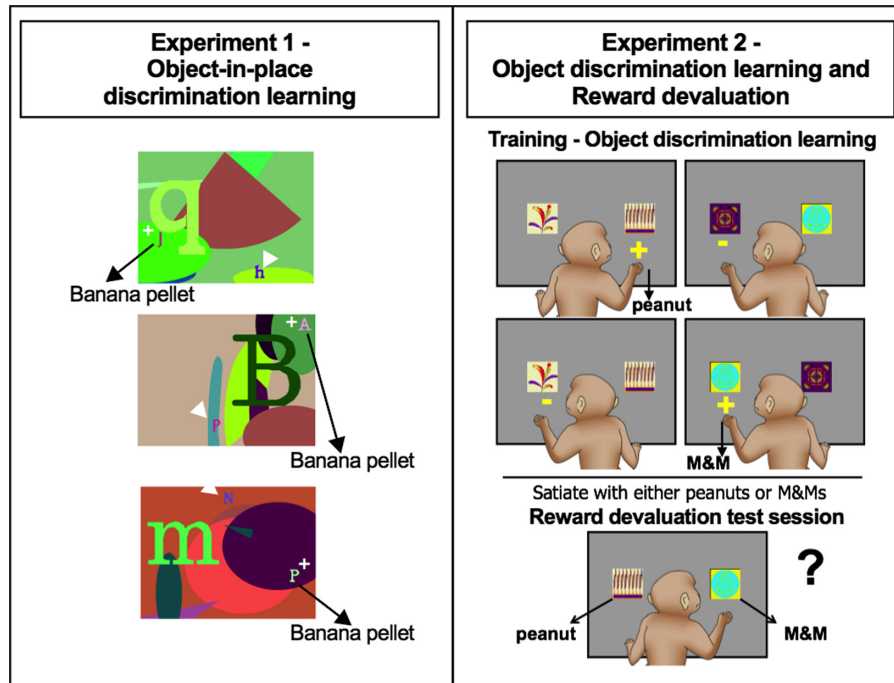 Experiment 1 -
Object-in-place
discrimination learning
q
+
J
h
Banana pellet
+
A
B
P
Banana pellet
N
m
P
+
Banana pellet
Experiment 2 -
Object discrimination learning and
Reward devaluation
Training - Object discrimination learning
+
-
peanut
-
+
M&M
Satiate with either peanuts or M&Ms
Reward devaluation test session
?
peanut
M&M